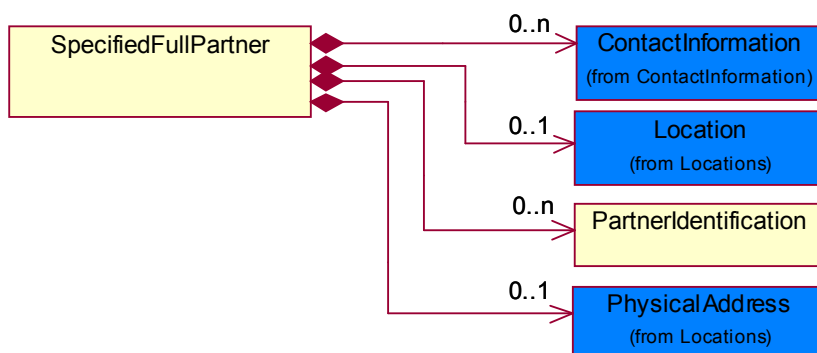 SpecifiedFullPartner
0..n
ContactInformation
(from ContactInformation)
0..1
Location
(from Locations)
0..n
PartnerIdentification
0..1
PhysicalAddress
(from Locations)